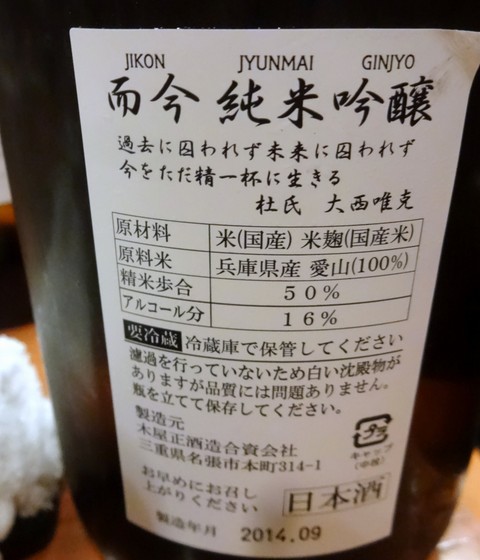 JIKON JYUNMAI GINJYO
而今 純米吟醸
過去に囚われず未来に囚われず
今をただ精一杯に生きる
杜氏 大西唯克
原材料 米(国産) 米麹(国産米)
原料米 兵庫県産 愛山(100%)
精米歩合 50%
アルコール分 16%
要冷蔵 冷蔵庫で保管してください
濾過を行っていないため白い沈殿物が
ありますが品質には問題ありません。
瓶を立てて保存してください。
製造元
木屋正酒造合資会社
三重県名張市本町314-1
プラ
キャップ
(中栓)
お早めにお召し
上がりください
日本酒
製造年月 2014.09